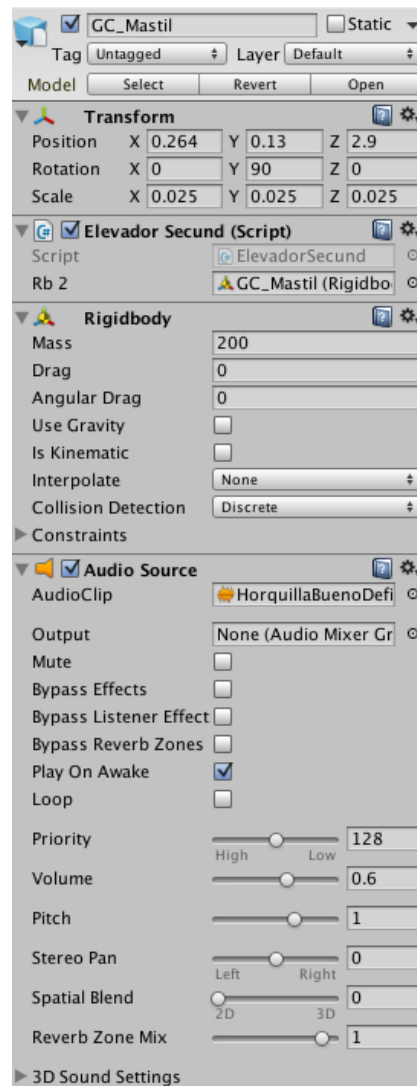 GC_Mastil Static
Tag Untagged Layer Default
Model Select Revert Open
Transform
Position X 0.264 Y 0.13 Z 2.9
Rotation X 0 Y 90 Z 0
Scale X 0.025 Y 0.025 Z 0.025
Elevador Secund (Script)
Script ElevadorSecund
Rb 2 GC_Mastil (Rigidbo
Rigidbody
Mass 200
Drag 0
Angular Drag 0
Use Gravity
Is Kinematic
Interpolate None
Collision Detection Discrete
Constraints
Audio Source
AudioClip HorquillaBuenoDefi
Output None (Audio Mixer Gr
Mute
Bypass Effects
Bypass Listener Effect
Bypass Reverb Zones
Play On Awake
Loop
Priority 128
High Low
Volume 0.6
Pitch 1
Stereo Pan 0
Left Right
Spatial Blend 0
2D 3D
Reverb Zone Mix 1
3D Sound Settings